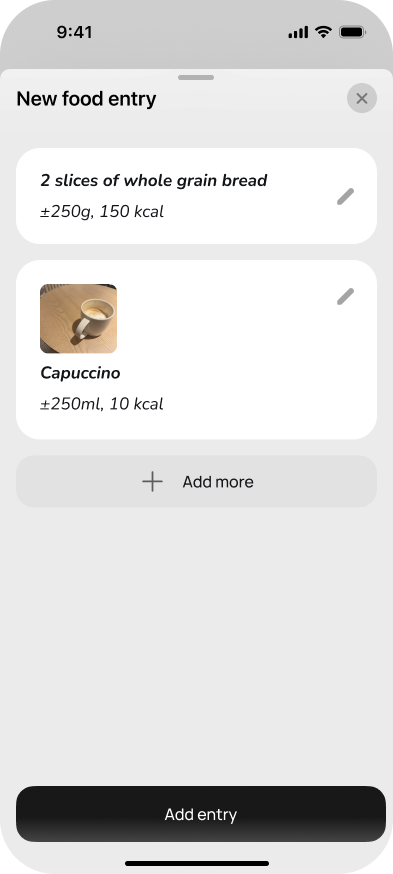 9:41
New food entry
2 slices of whole grain bread
±250g, 150 kcal
Capuccino
±250ml, 10 kcal
Add more
Add entry